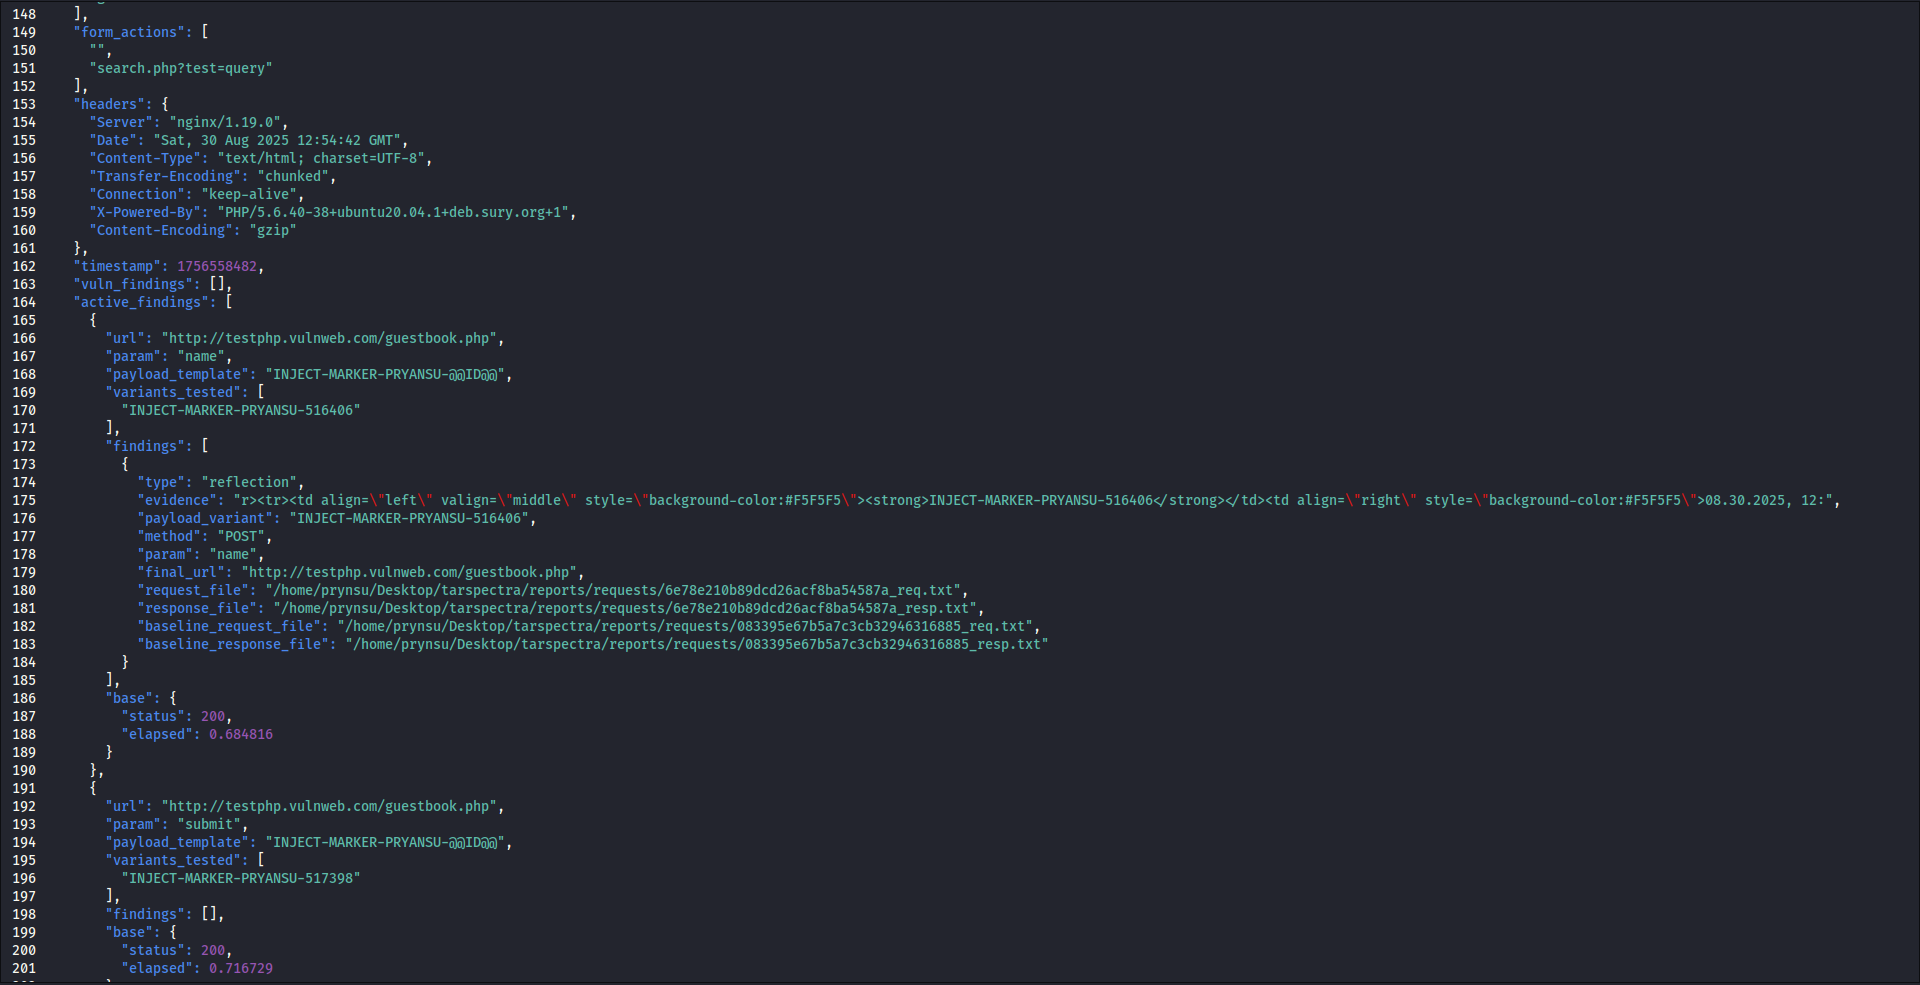 148 ],
149 "form_actions": [
150 "",
151 "search.php?test=query"
152 ],
153 "headers": {
154 "Server": "nginx/1.19.0",
155 "Date": "Sat, 30 Aug 2025 12:54:42 GMT",
156 "Content-Type": "text/html; charset=UTF-8",
157 "Transfer-Encoding": "chunked",
158 "Connection": "keep-alive",
159 "X-Powered-By": "PHP/5.6.40-38+ubuntu20.04.1+deb.sury.org+1",
160 "Content-Encoding": "gzip"
161 },
162 "timestamp": 1756558482,
163 "vuln_findings": [],
164 "active_findings": [
165 {
166 "url": "http://testphp.vulnweb.com/guestbook.php",
167 "param": "name",
168 "payload_template": "INJECT-MARKER-PRYANSU-@@ID@@",
169 "variants_tested": [
170 "INJECT-MARKER-PRYANSU-516406"
171 ],
172 "findings": [
173 {
174 "type": "reflection",
175 "evidence": "r><tr><td align=\"left\" valign=\"middle\" style=\"background-color:#F5F5F5\"><strong>INJECT-MARKER-PRYANSU-516406</strong></td><td align=\"right\" style=\"background-color:#F5F5F5\">08.30.2025, 12:",
176 "payload_variant": "INJECT-MARKER-PRYANSU-516406",
177 "method": "POST",
178 "param": "name",
179 "final_url": "http://testphp.vulnweb.com/guestbook.php",
180 "request_file": "/home/prynsu/Desktop/tarspectra/reports/requests/6e78e210b89dcd26acf8ba54587a_req.txt",
181 "response_file": "/home/prynsu/Desktop/tarspectra/reports/requests/6e78e210b89dcd26acf8ba54587a_resp.txt",
182 "baseline_request_file": "/home/prynsu/Desktop/tarspectra/reports/requests/083395e67b5a7c3cb32946316885_req.txt",
183 "baseline_response_file": "/home/prynsu/Desktop/tarspectra/reports/requests/083395e67b5a7c3cb32946316885_resp.txt"
184 }
185 ],
186 "base": {
187 "status": 200,
188 "elapsed": 0.684816
189 }
190 },
191 {
192 "url": "http://testphp.vulnweb.com/guestbook.php",
193 "param": "submit",
194 "payload_template": "INJECT-MARKER-PRYANSU-@@ID@@",
195 "variants_tested": [
196 "INJECT-MARKER-PRYANSU-517398"
197 ],
198 "findings": [],
199 "base": {
200 "status": 200,
201 "elapsed": 0.716729